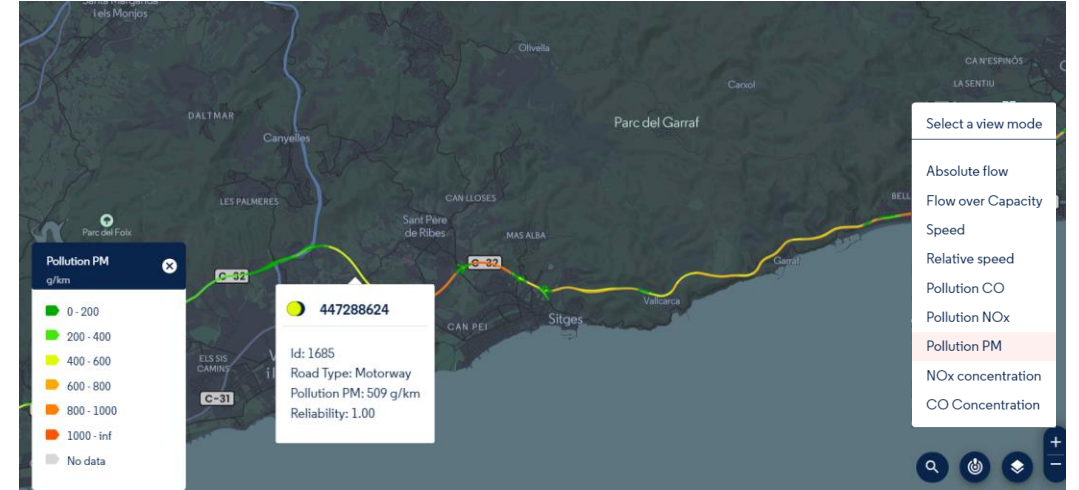 i els Monjos
Olivella
CA N'ESPINÓS
LA SENTIU
Carxol
DALTMAR
Parc del Garraf
Canyelles
LES PALMERES
CAN LLOSES
BELL
Parc del Foix
Sant Pere
de Ribes
MAS ALBA
C-32
C-32
Garraf
Vallcarca
Sitges
CAN PEI
ELS SIS
CAMINS
V
i l
C-31
Pollution PM
g/km
0 - 200
200 - 400
400 - 600
600 - 800
800 - 1000
1000 - inf
No data
447288624
Id: 1685
Road Type: Motorway
Pollution PM: 509 g/km
Reliability: 1.00
Select a view mode
Absolute flow
Flow over Capacity
Speed
Relative speed
Pollution CO
Pollution NOx
Pollution PM
NOx concentration
CO Concentration
+
−